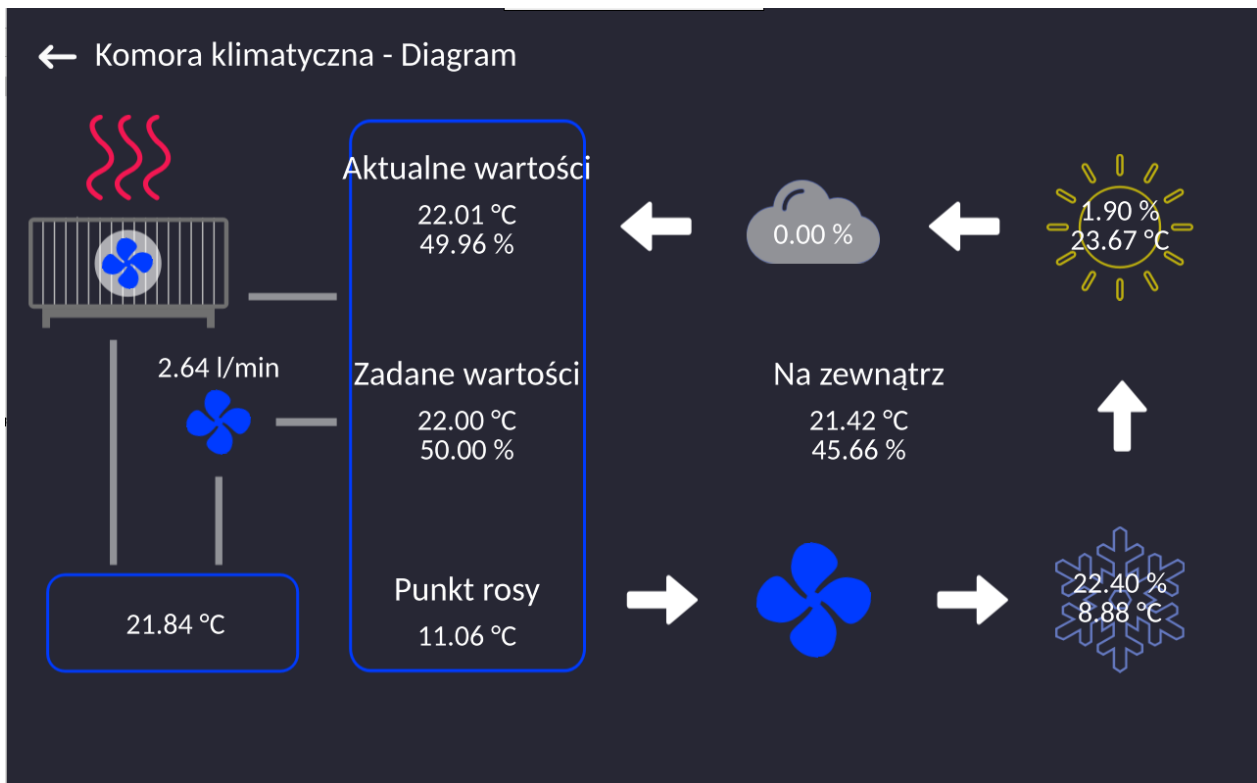 Komora klimatyczna - Diagram
Aktualne wartości
22.01 °C
49.96 %
0.00 %
1.90 %
23.67 °C
2.64 l/min
Zadane wartości
22.00 °C
50.00 %
Na zewnątrz
21.42 °C
45.66 %
21.84 °C
Punkt rosy
11.06 °C
22.40 %
8.88 °C